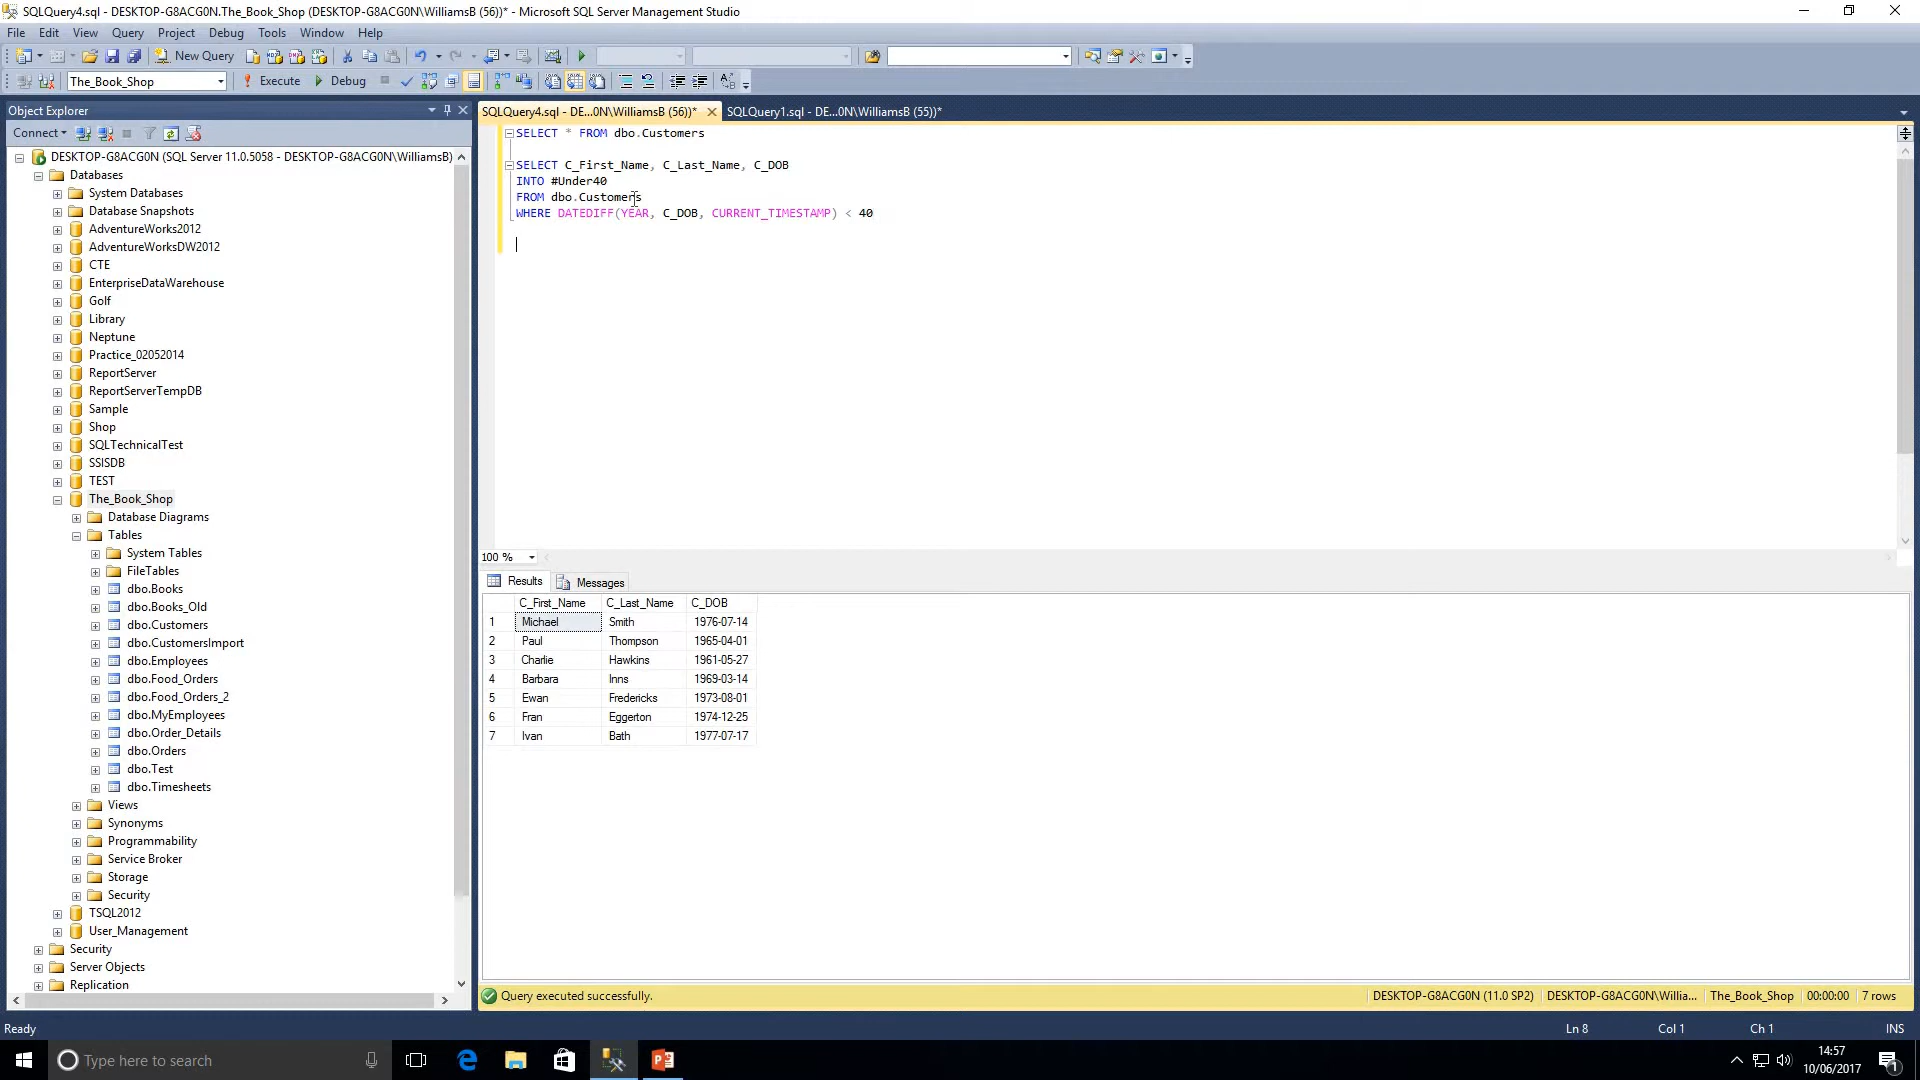 SQLQuery4.sql - DESKTOP-G8ACG0N.The_Book_Shop (DESKTOP-G8ACG0N\WilliamsB (56))* - Microsoft SQL Server Management Studio
File Edit View Query Project Debug Tools Window Help
New Query
The_Book_Shop Execute Debug
Object Explorer
SQLQuery4.sql - DE...0N\WilliamsB (56))* SQLQuery1.sql - DE...0N\WilliamsB (55))*
Connect
DESKTOP-G8ACG0N (SQL Server 11.0.5058 - DESKTOP-G8ACG0N\WilliamsB)
Databases
System Databases
Database Snapshots
AdventureWorks2012
AdventureWorksDW2012
CTE
EnterpriseDataWarehouse
Golf
Library
Neptune
Practice_02052014
ReportServer
ReportServerTempDB
Sample
Shop
SQLTechnicalTest
SSISDB
TEST
The_Book_Shop
Database Diagrams
Tables
System Tables
FileTables
dbo.Books
dbo.Books_Old
dbo.Customers
dbo.CustomersImport
dbo.Employees
dbo.Food_Orders
dbo.Food_Orders_2
dbo.MyEmployees
dbo.Order_Details
dbo.Orders
dbo.Test
dbo.Timesheets
Views
Synonyms
Programmability
Service Broker
Storage
Security
TSQL2012
User_Management
Security
Server Objects
Replication
SELECT * FROM dbo.Customers
SELECT C_First_Name, C_Last_Name, C_DOB
INTO #Under40
FROM dbo.Customers
WHERE DATEDIFF(YEAR, C_DOB, CURRENT_TIMESTAMP) < 40
100 %
Results Messages
C_First_Name C_Last_Name C_DOB
1 Michael Smith 1976-07-14
2 Paul Thompson 1965-04-01
3 Charlie Hawkins 1961-05-27
4 Barbara Inns 1969-03-14
5 Ewan Fredericks 1973-08-01
6 Fran Eggerton 1974-12-25
7 Ivan Bath 1977-07-17
Query executed successfully. DESKTOP-G8ACG0N (11.0 SP2) DESKTOP-G8ACG0N\Willia... The_Book_Shop 00:00:00 7 rows
Ready Ln 8 Col 1 Ch 1 INS
Type here to search
14:57
10/06/2017
1